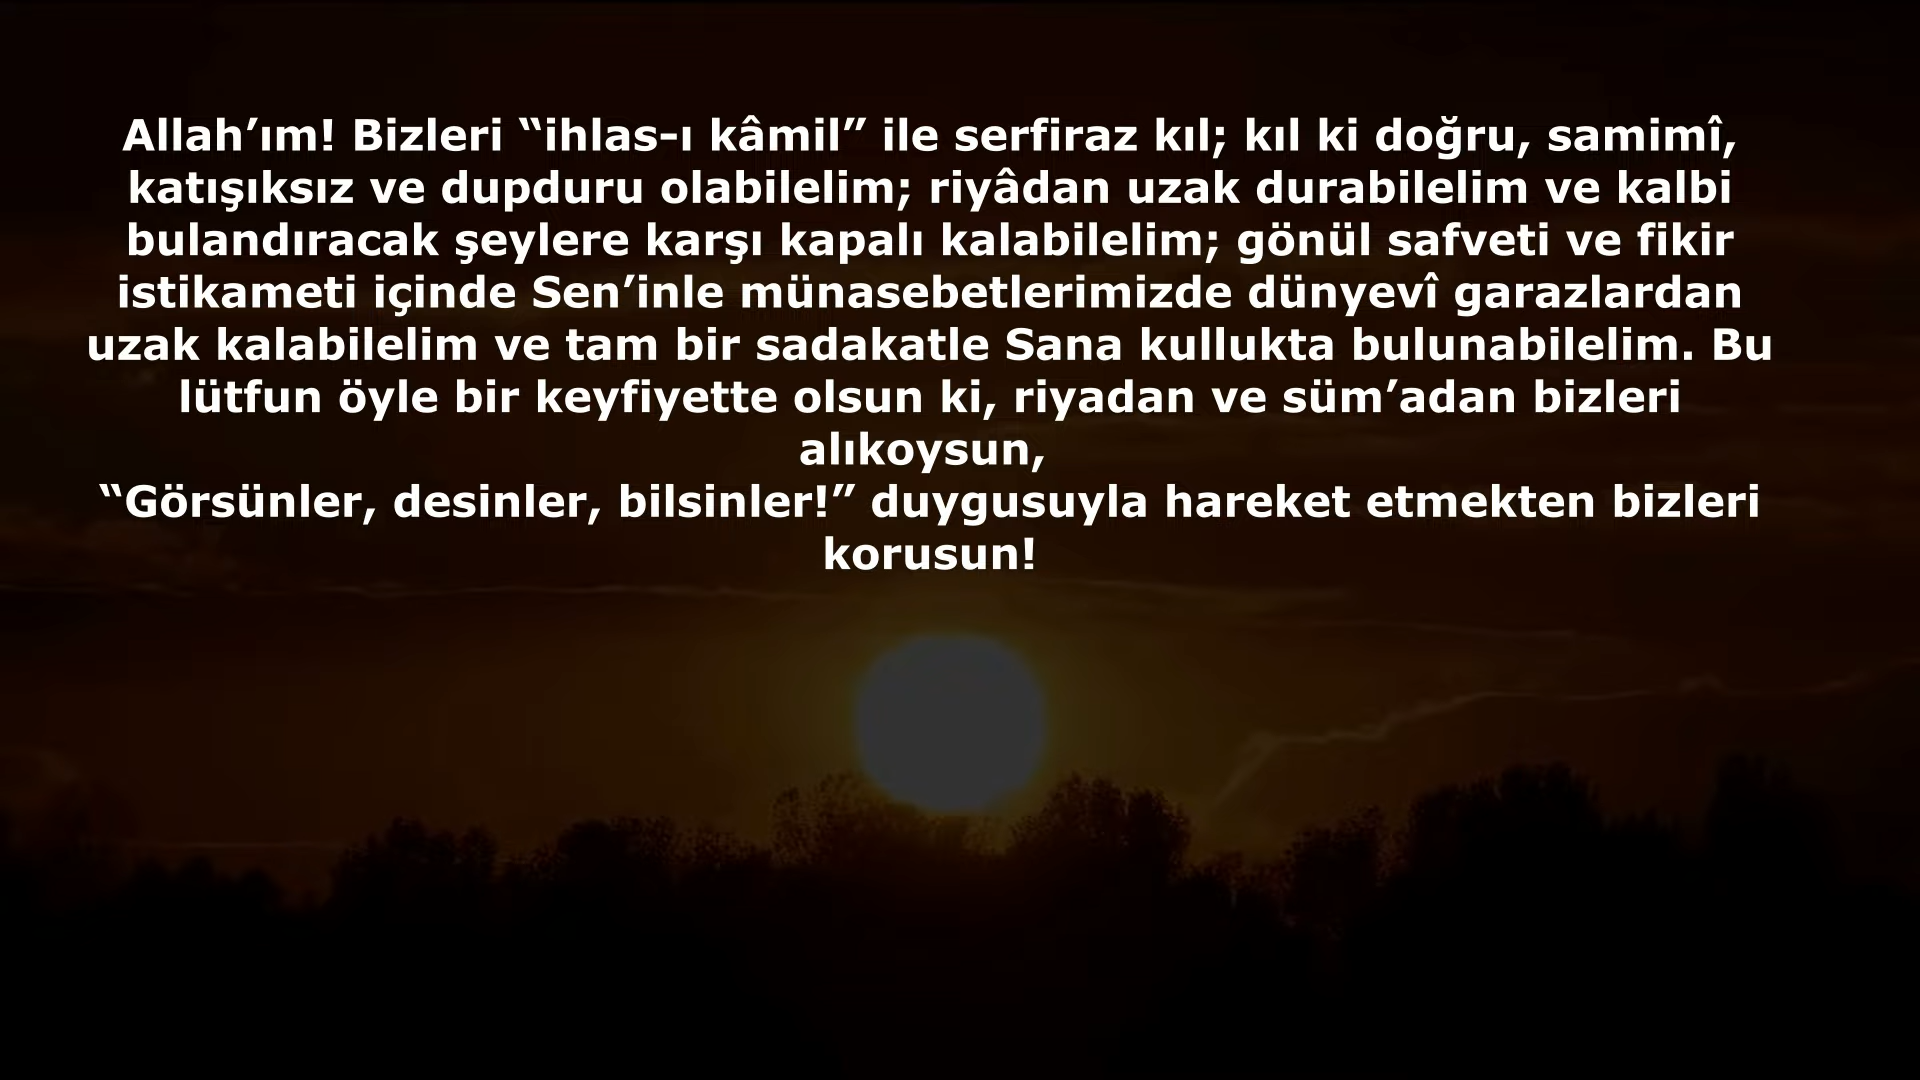 Allah’ım! Bizleri “ihlas-ı kâmil” ile serfiraz kıl; kıl ki doğru, samimî,
katışıksız ve dupduru olabilelim; riyâdan uzak durabilelim ve kalbi
bulandıracak şeylere karşı kapalı kalabilelim; gönül safveti ve fikir
istikameti içinde Sen’inle münasebetlerimizde dünyevî garazlardan
uzak kalabilelim ve tam bir sadakatle Sana kullukta bulunabilelim. Bu
lütfun öyle bir keyfiyette olsun ki, riyadan ve süm’adan bizleri
alıkoysun,
“Görsünler, desinler, bilsinler!” duygusuyla hareket etmekten bizleri
korusun!